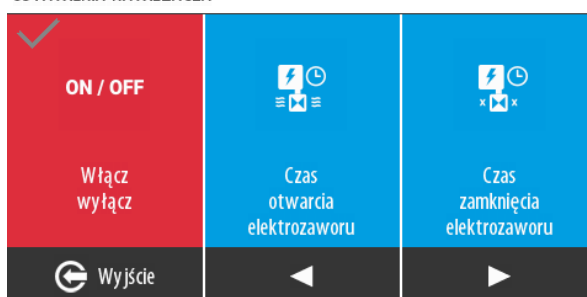 ON / OFF
Włącz
wyłącz
Czas
otwarcia
elektrozaworu
Czas
zamknięcia
elektrozaworu
Wyjście